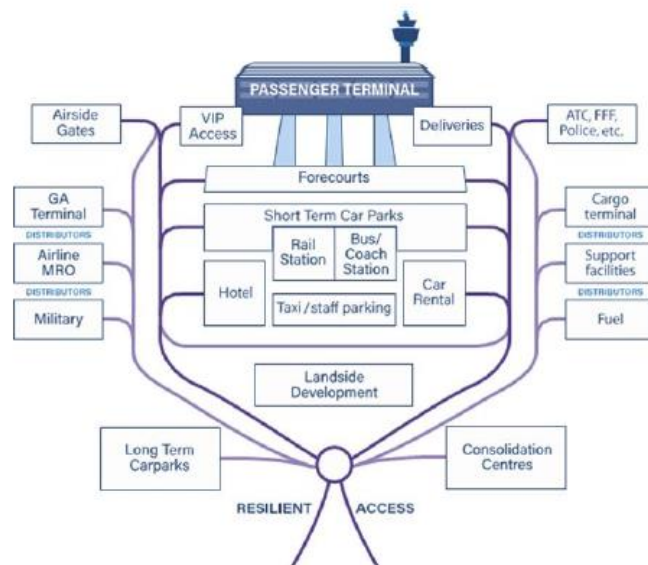 PASSENGER TERMINAL
Airside
Gates
VIP
Access
Deliveries
ATC, FFF,
Police, etc.
Forecourts
GA
Terminal
Short Term Car Parks
Cargo
terminal
DISTRIBUTORS
Rail
Station
Bus/
Coach
Station
DISTRIBUTORS
Airline
MRO
Support
facilities
DISTRIBUTORS
Hotel
Car
Rental
DISTRIBUTORS
Military
Taxi/staff parking
Fuel
Landside
Development
Long Term
Carparks
Consolidation
Centres
RESILIENT ACCESS